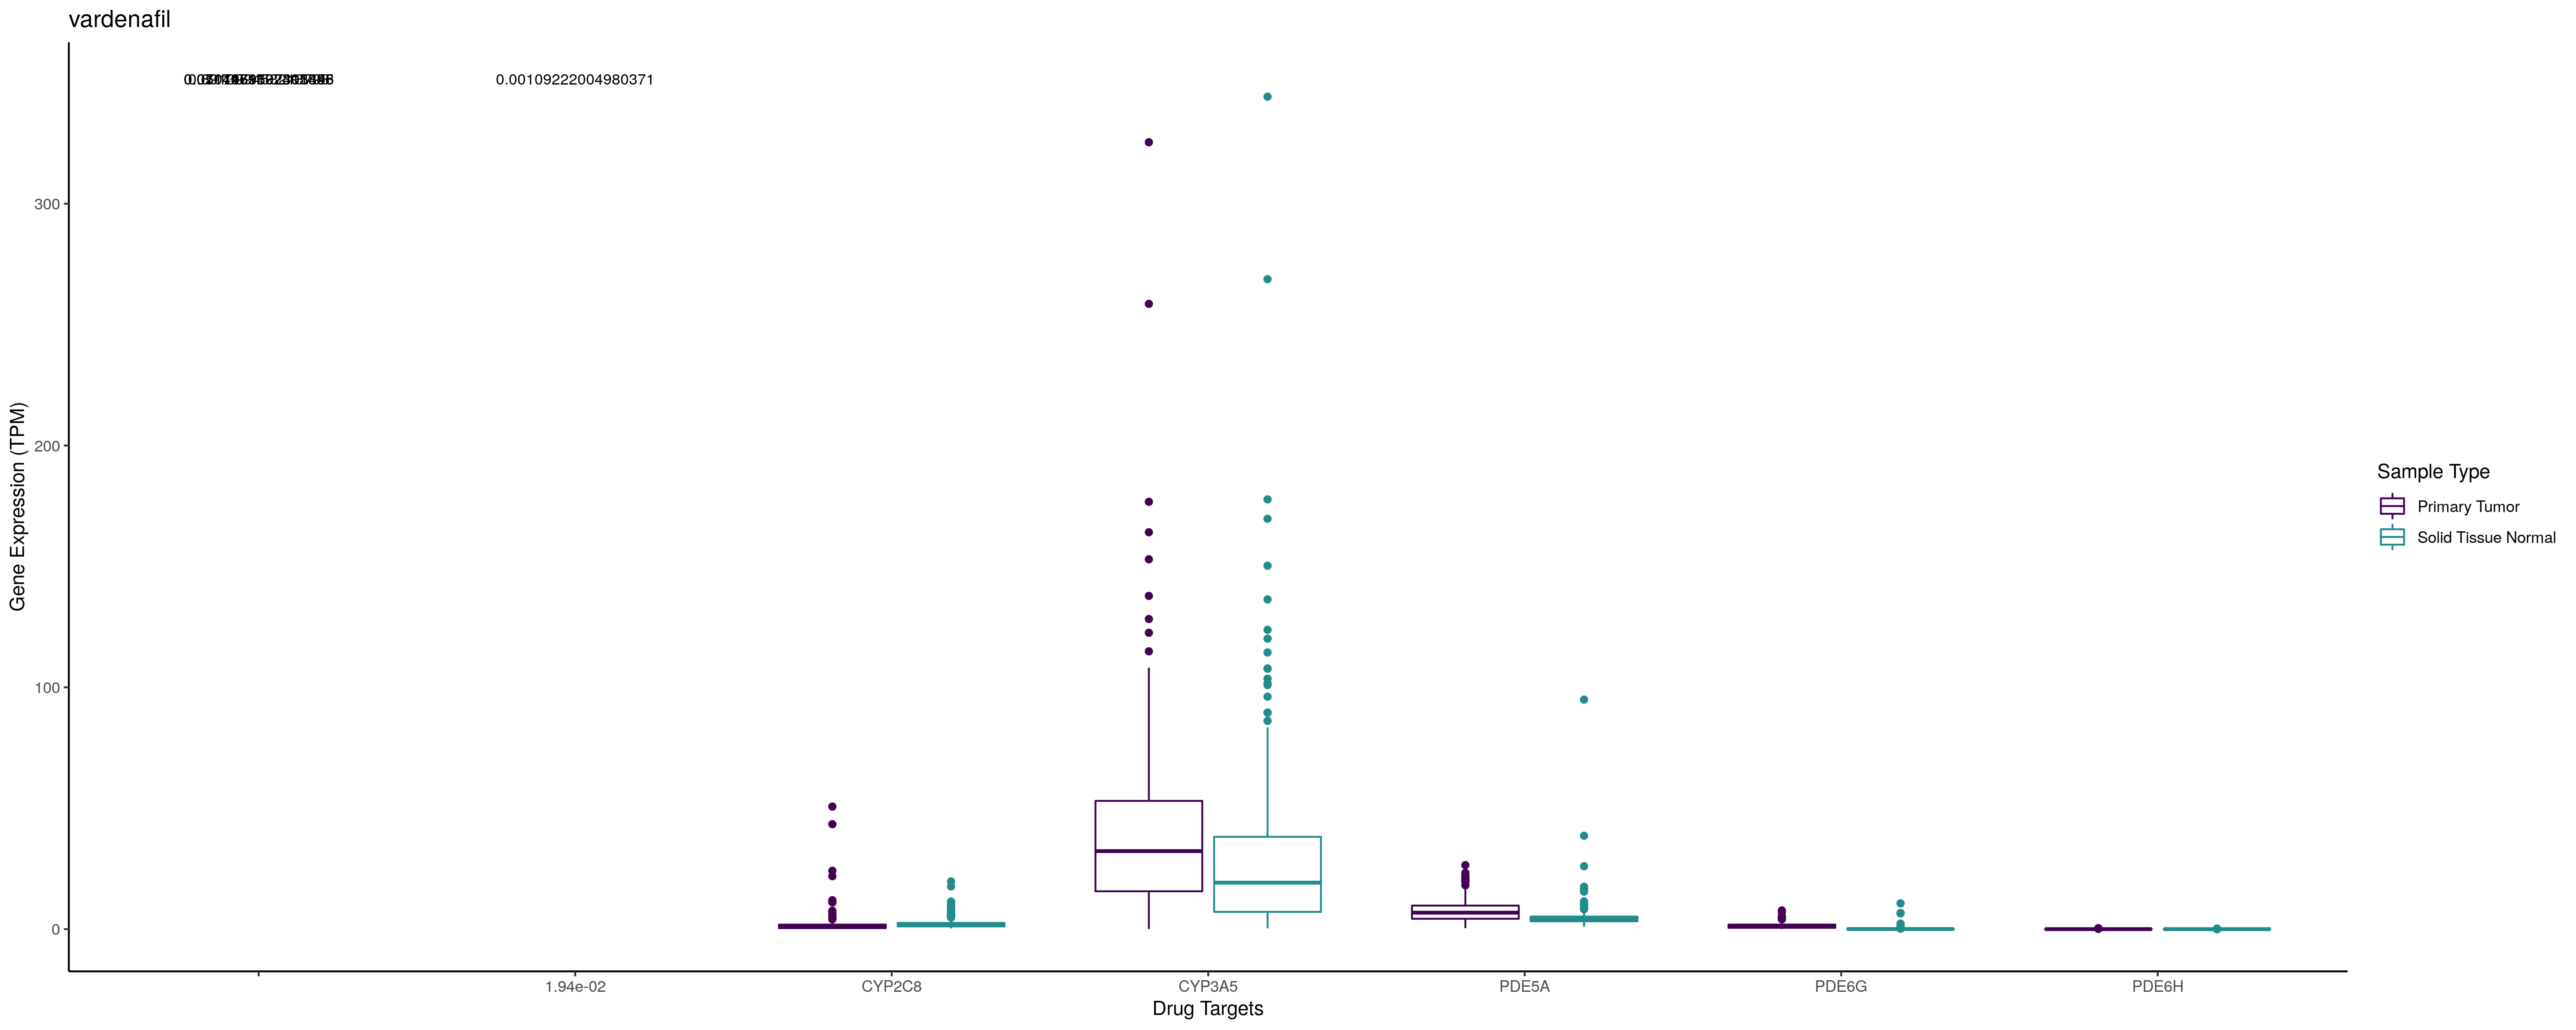 vardenafil
0.00109222004980371
300
200
100
0
Gene Expression (TPM)
1.94e-02
CYP2C8
CYP3A5
PDE5A
PDE6G
PDE6H
Drug Targets
Sample Type
Primary Tumor
Solid Tissue Normal